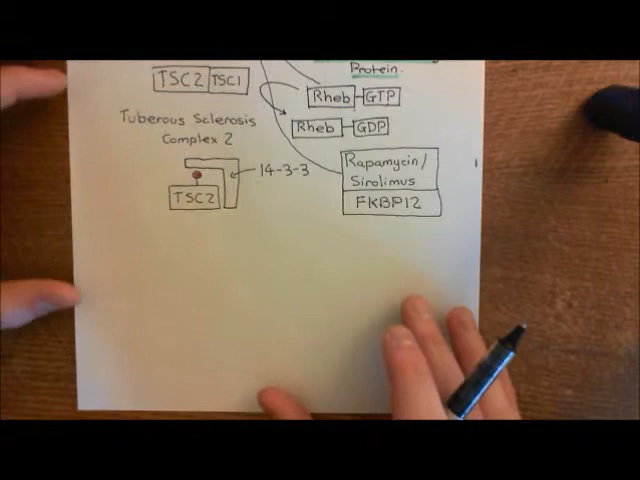 Protein.
TSC2 TSC1
Rheb GTP
Tuberous Sclerosis
Complex 2
Rheb GDP
14-3-3
TSC2
Rapamycin/
Sirolimus
FKBP12